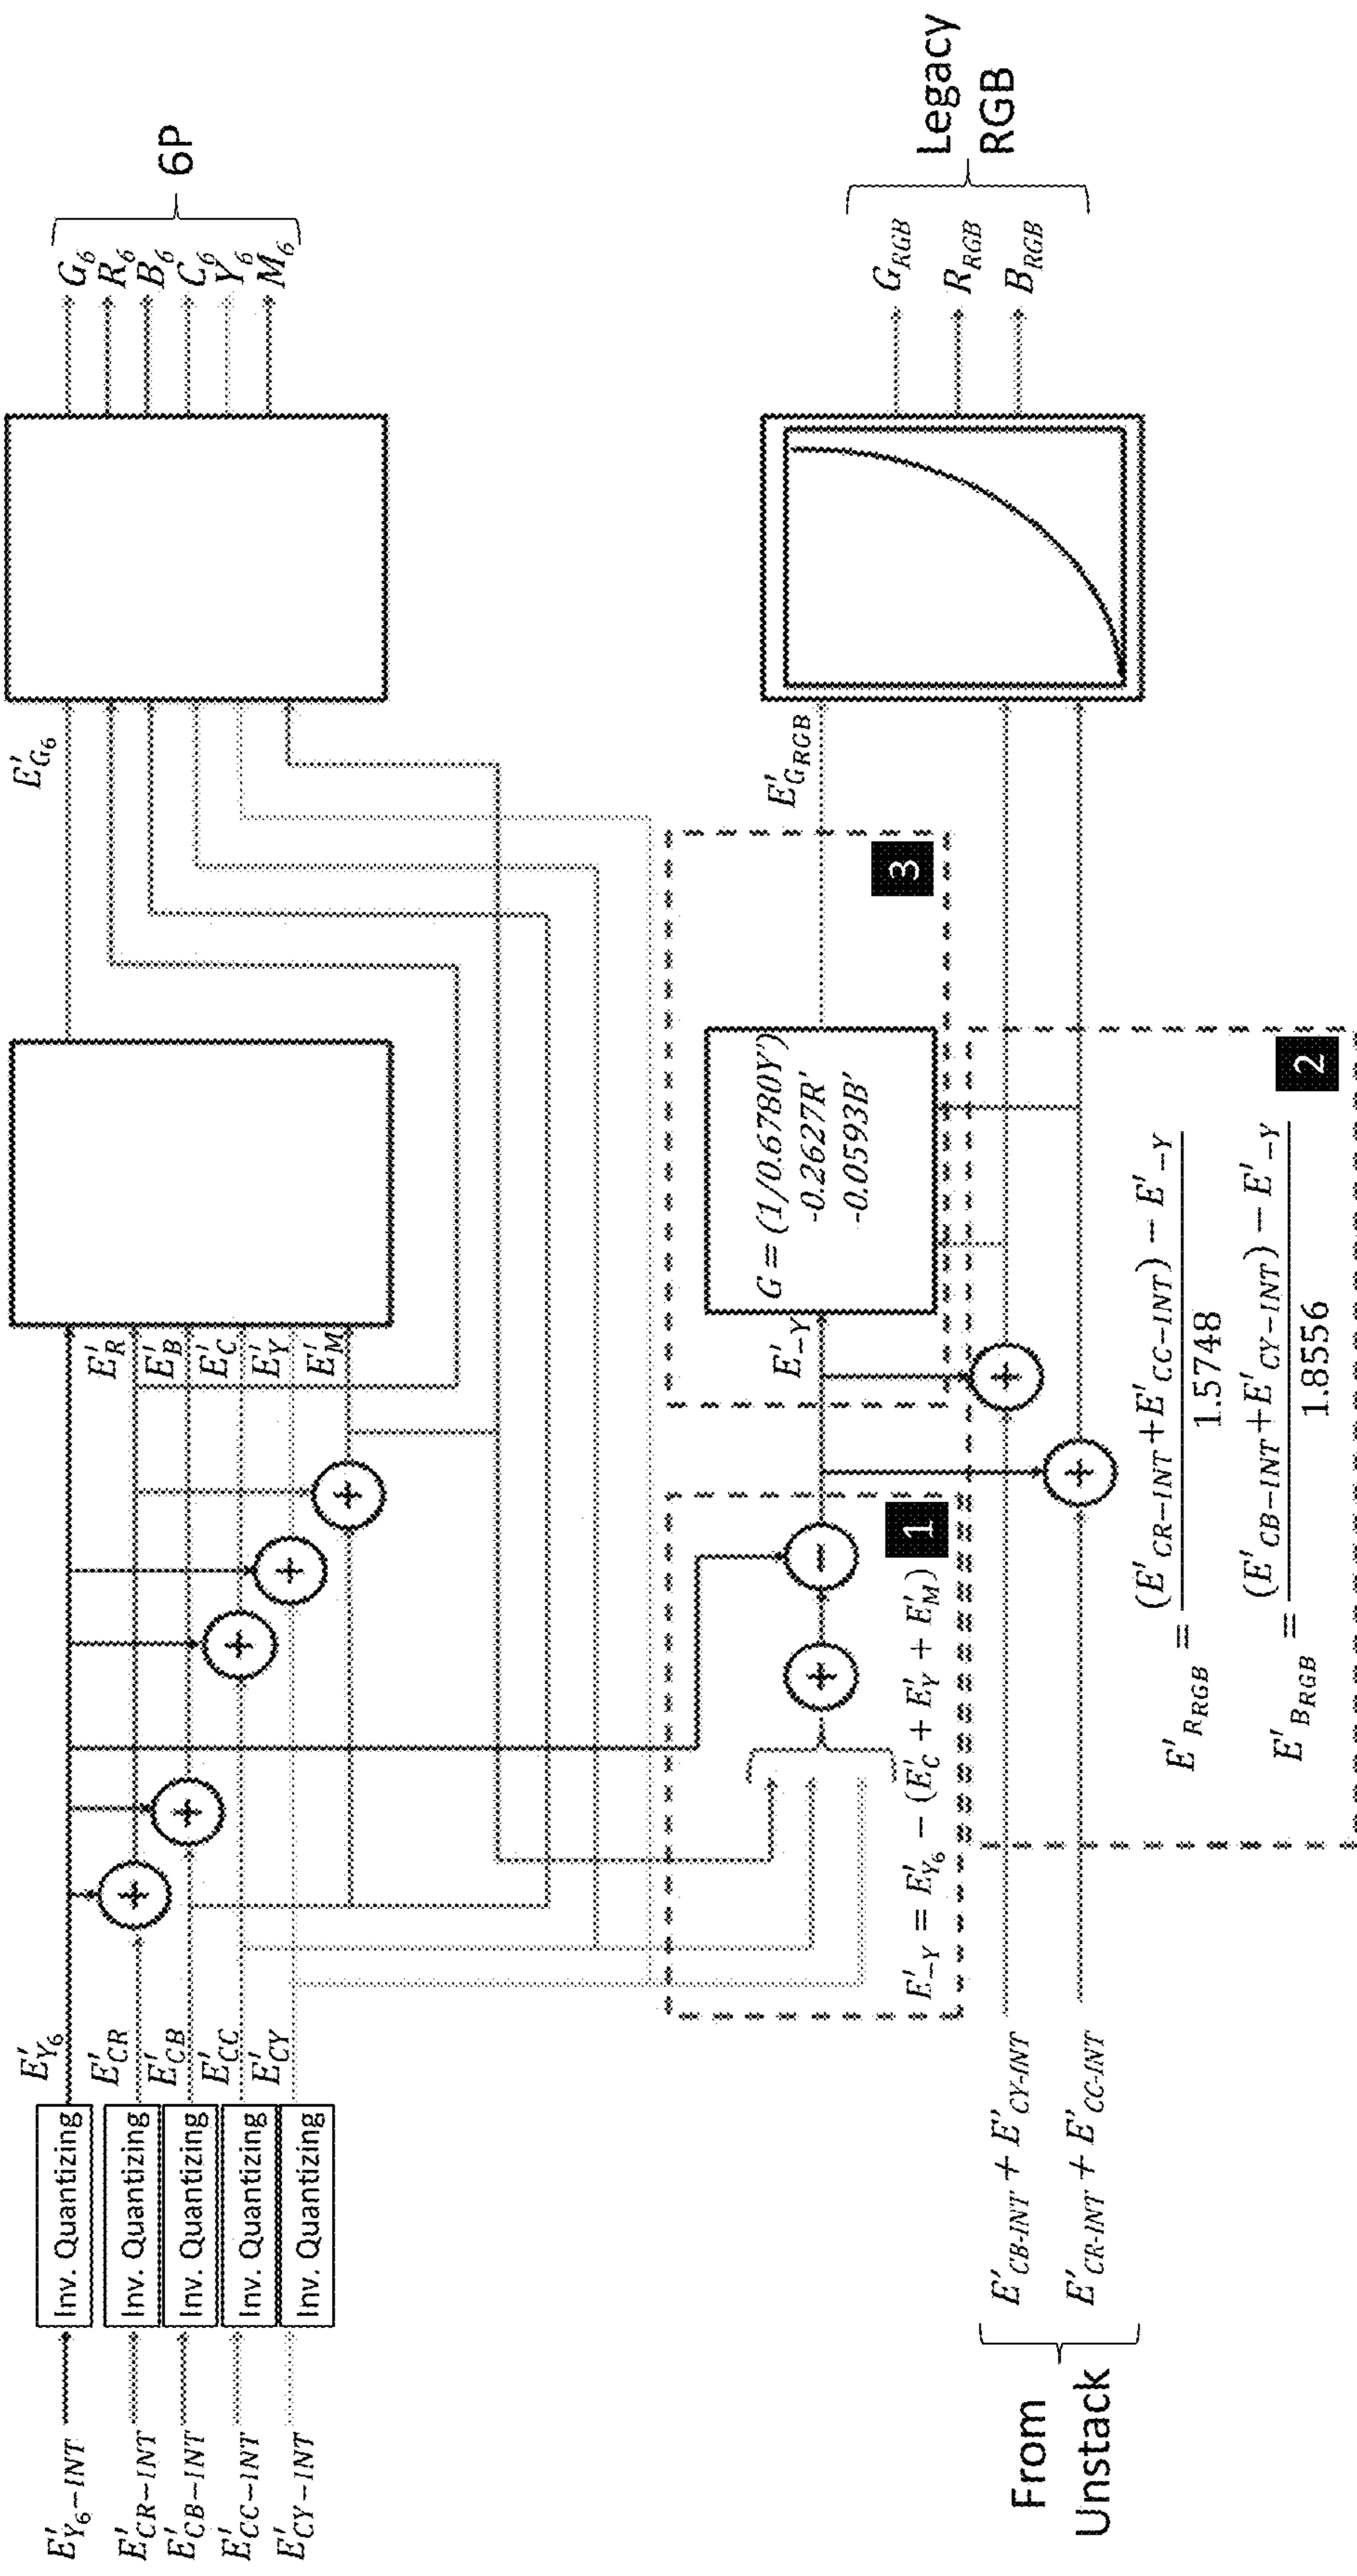 E'Y6-INT
E'CR-INT
E'CB-INT
E'CC-INT
E'CY-INT
Inv. Quantizing
Inv. Quantizing
Inv. Quantizing
Inv. Quantizing
Inv. Quantizing
E'Y6
E'CR
E'CB
E'CC
E'CY
E'R
E'B
E'C
E'Y
E'M
E'G6
G6
R6
B6
C6
Y6
M6
6P
E'-Y = E'Y6 − (E'C + E'Y + E'M)
1
E'-Y
G = (1/0.6780Y')
-0.2627R'
-0.0593B'
3
E'GRGB
GRGB
RRGB
BRGB
Legacy
RGB
From
Unstack
E'CB-INT + E'CY-INT
E'CR-INT + E'CC-INT
E'RRGB = (E'CR−INT+E'CC−INT) − E'−Y
1.5748
E'BRGB = (E'CB−INT+E'CY−INT) − E'−Y
1.8556
2